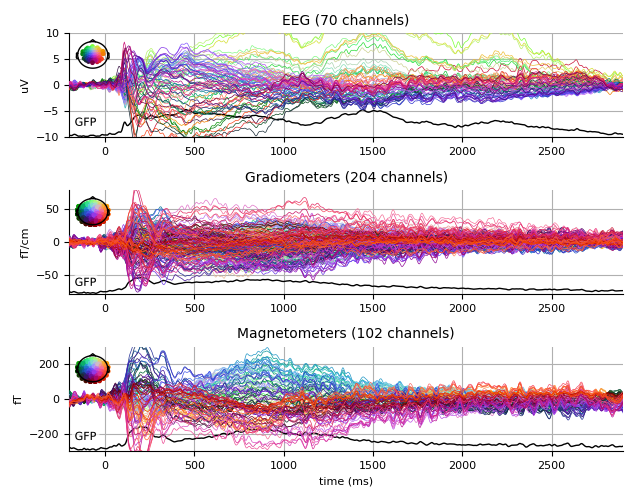 EEG (70 channels)
10
5
0
−5
−10
uV
GFP
0 500 1000 1500 2000 2500
Gradiometers (204 channels)
50
0
−50
fT/cm
GFP
0 500 1000 1500 2000 2500
Magnetometers (102 channels)
200
0
−200
fT
GFP
0 500 1000 1500 2000 2500
time (ms)